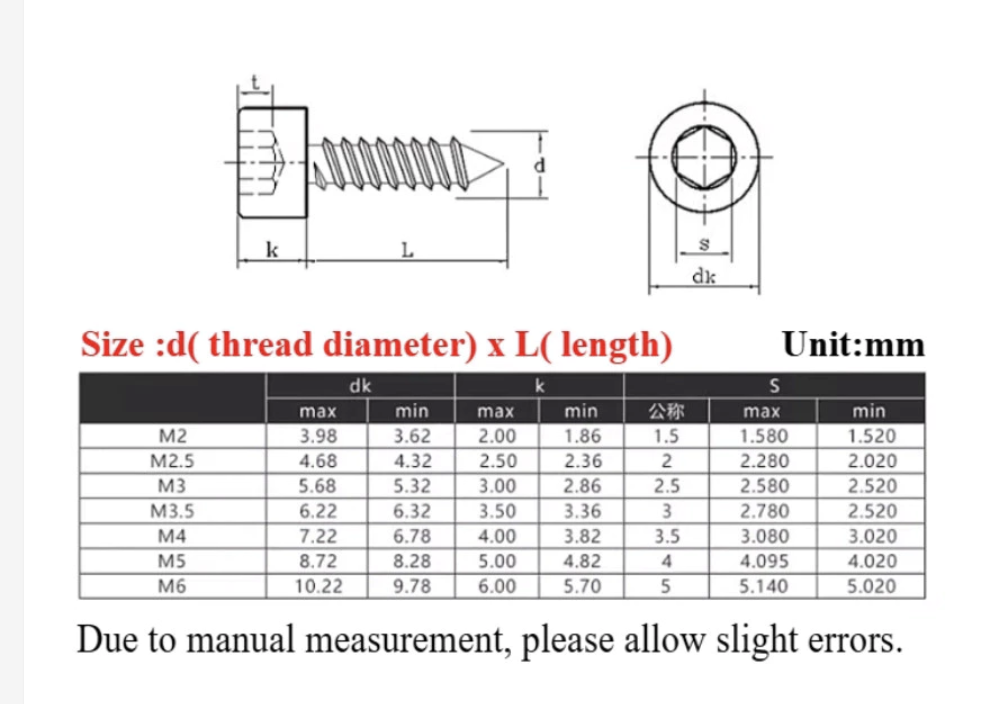 t
d
k
L
s
dk
Size :d( thread diameter) x L( length) Unit:mm
dk k S
max min max min 公称 max min
M2 3.98 3.62 2.00 1.86 1.5 1.580 1.520
M2.5 4.68 4.32 2.50 2.36 2 2.280 2.020
M3 5.68 5.32 3.00 2.86 2.5 2.580 2.520
M3.5 6.22 6.32 3.50 3.36 3 2.780 2.520
M4 7.22 6.78 4.00 3.82 3.5 3.080 3.020
M5 8.72 8.28 5.00 4.82 4 4.095 4.020
M6 10.22 9.78 6.00 5.70 5 5.140 5.020
Due to manual measurement, please allow slight errors.